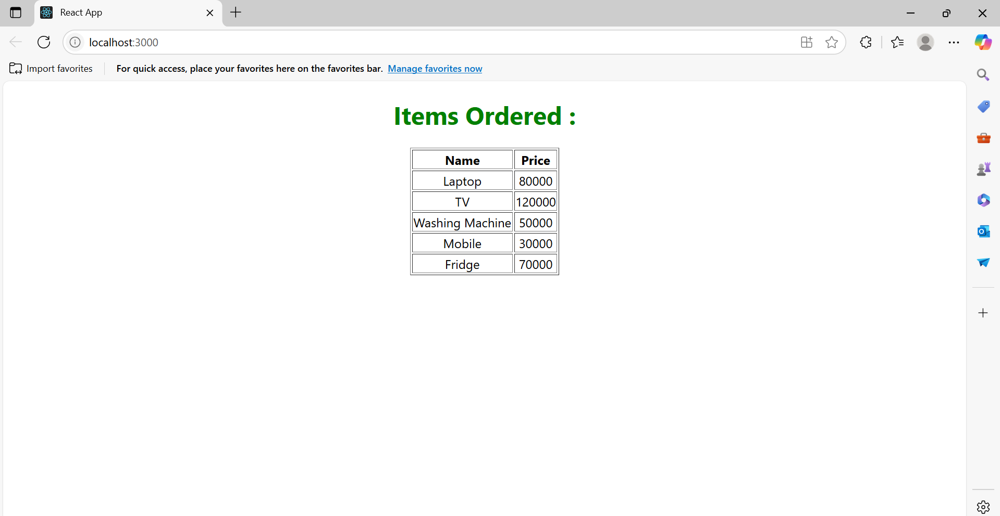 React App
localhost:3000
Import favorites For quick access, place your favorites here on the favorites bar. Manage favorites now
Items Ordered :
Name Price
Laptop 80000
TV 120000
Washing Machine 50000
Mobile 30000
Fridge 70000